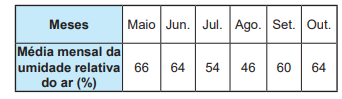 Meses Maio Jun. Jul. Ago. Set. Out.
Média mensal da
umidade relativa
do ar (%)
66 64 54 46 60 64